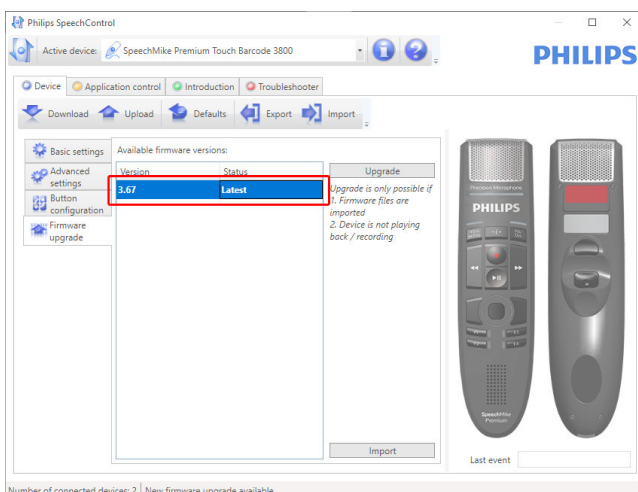 Philips SpeechControl
Active device: SpeechMike Premium Touch Barcode 3800
PHILIPS
Device Application control Introduction Troubleshooter
Download Upload Defaults Export Import
Basic settings
Advanced
settings
Button
configuration
Firmware
upgrade
Available firmware versions:
Version Status
3.67 Latest
Upgrade
Upgrade is only possible if
1. Firmware files are
imported
2. Device is not playing
back / recording
Import
Precision Microphone
PHILIPS
SpeechMike
Premium
Last event
Number of connected devices: 2 New firmware upgrade available